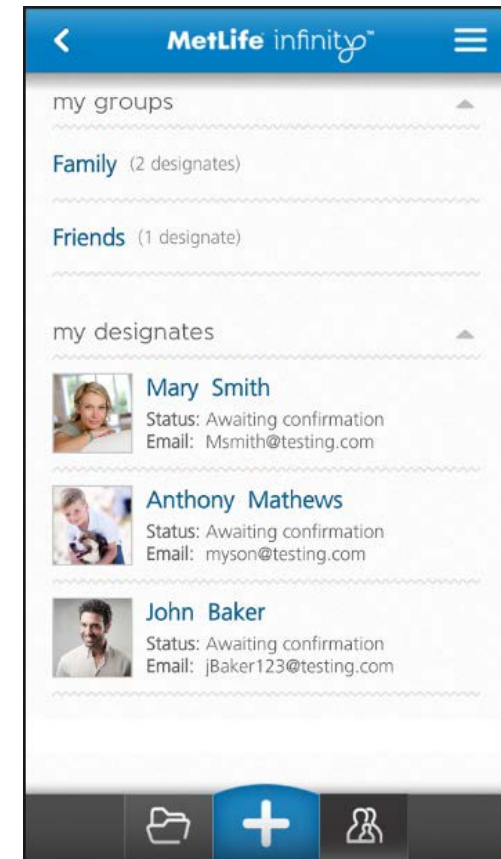 MetLife infinity™
my groups
Family (2 designates)
Friends (1 designate)
my designates
Mary Smith
Status: Awaiting confirmation
Email: Msmith@testing.com
Anthony Mathews
Status: Awaiting confirmation
Email: myson@testing.com
John Baker
Status: Awaiting confirmation
Email: jBaker123@testing.com